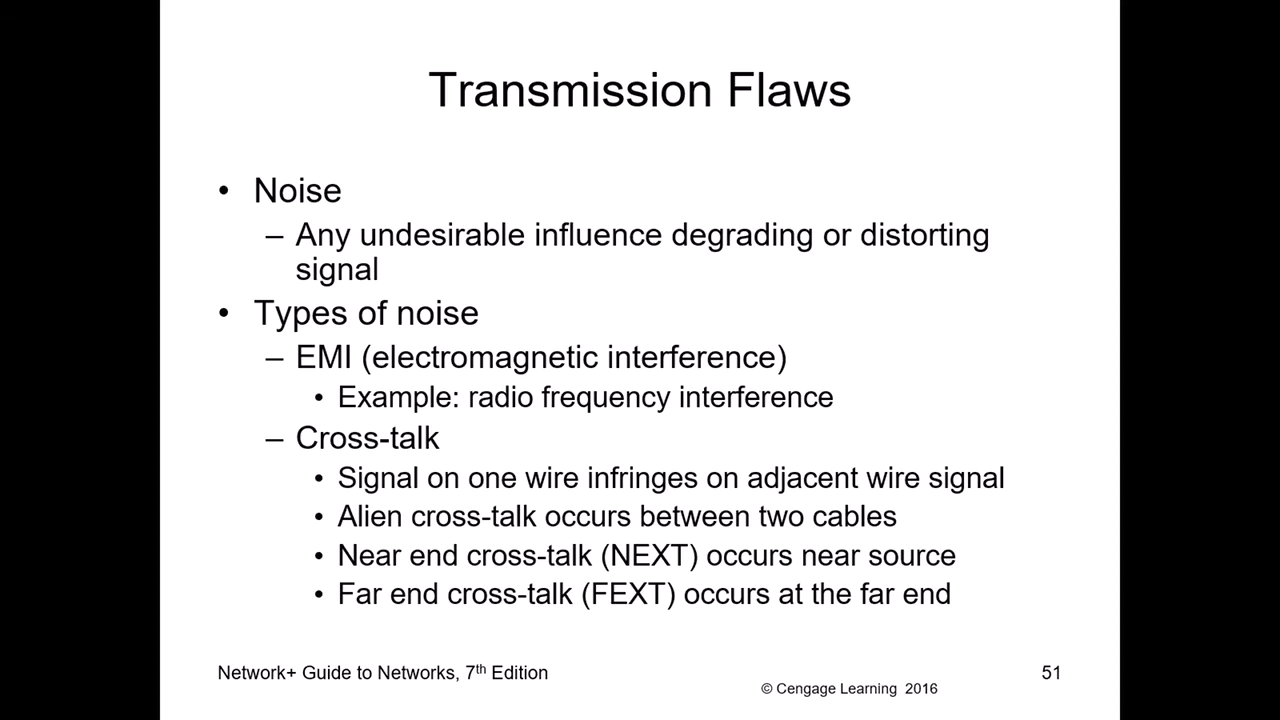 Transmission Flaws
• Noise
– Any undesirable influence degrading or distorting
signal
• Types of noise
– EMI (electromagnetic interference)
• Example: radio frequency interference
– Cross-talk
• Signal on one wire infringes on adjacent wire signal
• Alien cross-talk occurs between two cables
• Near end cross-talk (NEXT) occurs near source
• Far end cross-talk (FEXT) occurs at the far end
Network+ Guide to Networks, 7th Edition
51
© Cengage Learning 2016